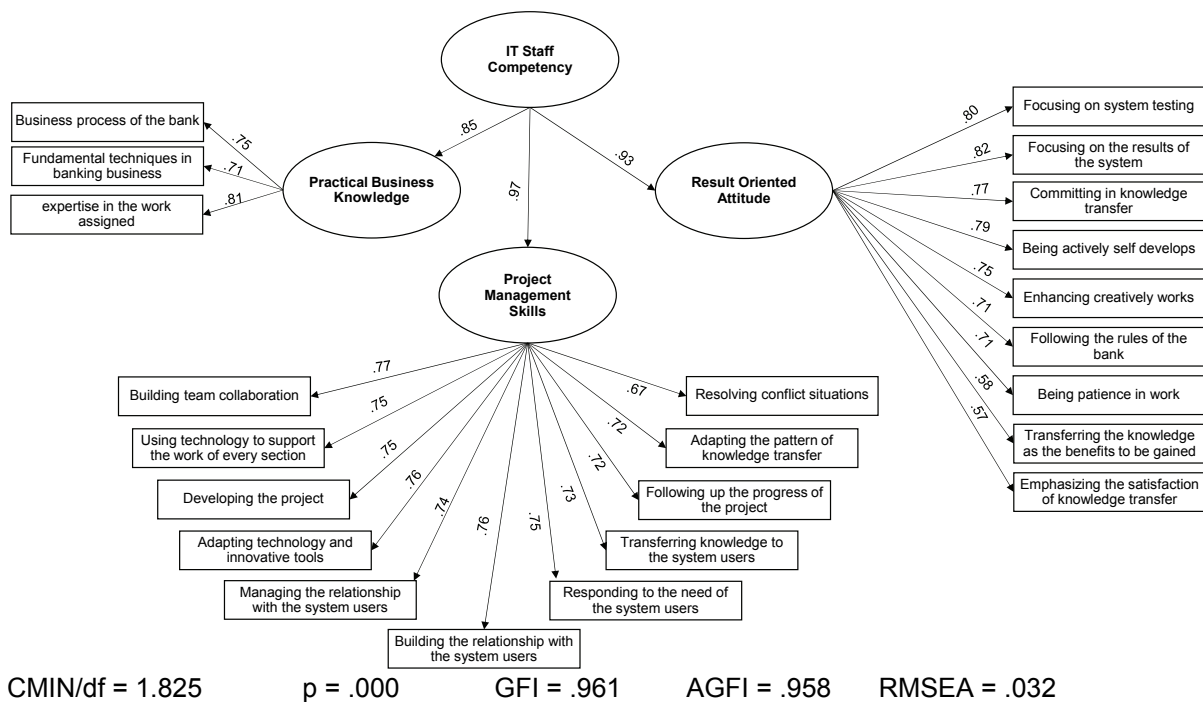 IT Staff
Competency
.85
.97
.93
Practical Business
Knowledge
Business process of the bank
.75
Fundamental techniques in
banking business
.71
expertise in the work
assigned
.81
Result Oriented
Attitude
.80
Focusing on system testing
.82
Focusing on the results of
the system
.77
Committing in knowledge
transfer
.79
Being actively self develops
.75
Enhancing creatively works
.71
Following the rules of the
bank
.71
Being patience in work
.58
Transferring the knowledge
as the benefits to be gained
.57
Emphasizing the satisfaction
of knowledge transfer
Project
Management
Skills
.77
Building team collaboration
.75
Using technology to support
the work of every section
.75
Developing the project
.76
Adapting technology and
innovative tools
.74
Managing the relationship
with the system users
.76
Building the relationship with
the system users
.75
Responding to the need of
the system users
.73
Transferring knowledge to
the system users
.72
Following up the progress of
the project
.72
Adapting the pattern of
knowledge transfer
.67
Resolving conflict situations
CMIN/df = 1.825 p = .000 GFI = .961 AGFI = .958 RMSEA = .032